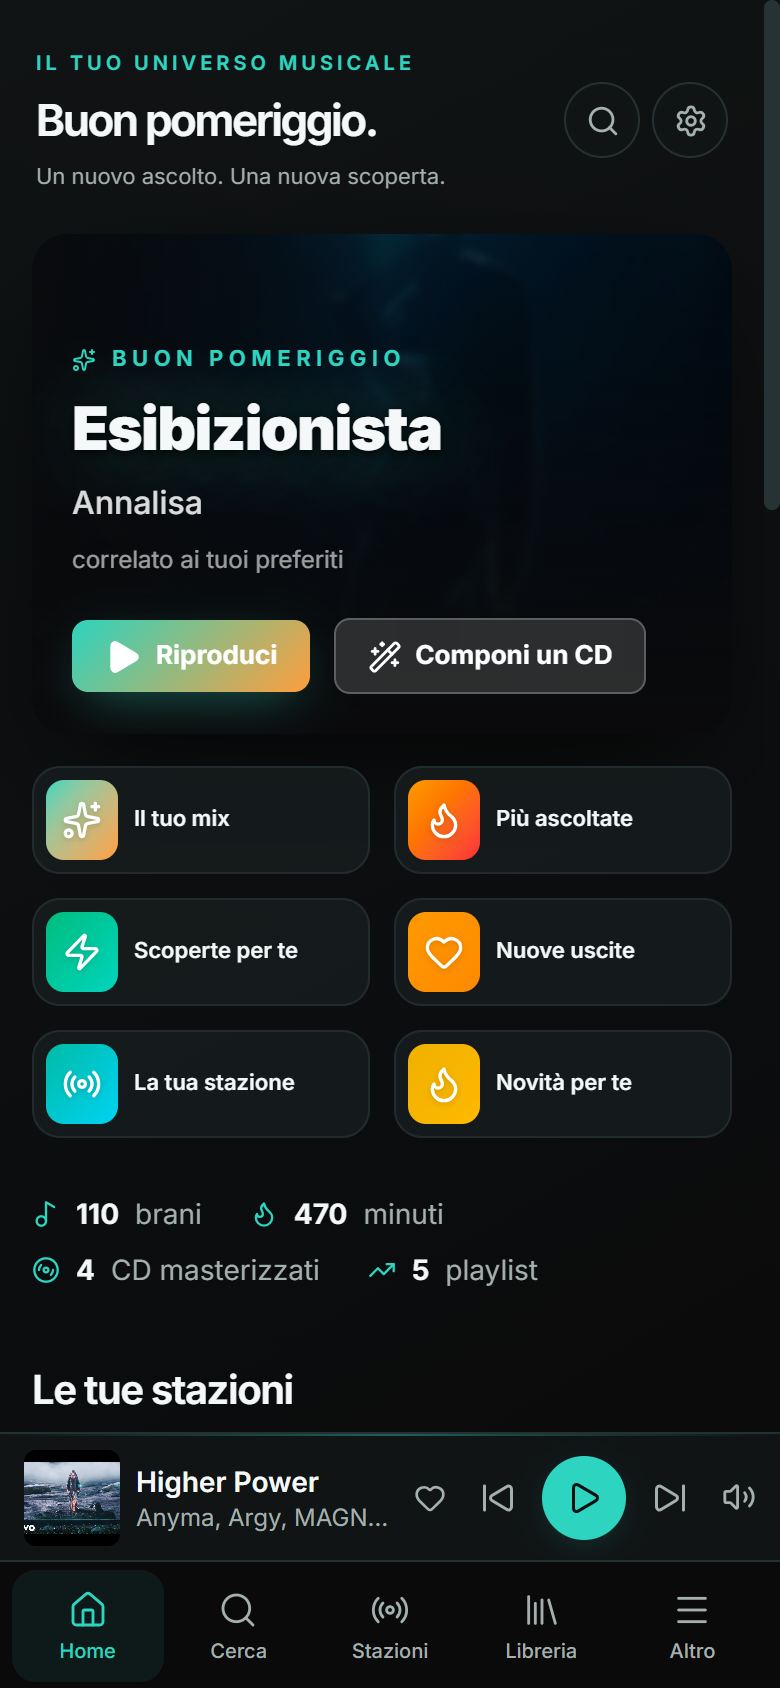 IL TUO UNIVERSO MUSICALE
Buon pomeriggio.
Un nuovo ascolto. Una nuova scoperta.
BUON POMERIGGIO
Esibizionista
Annalisa
correlato ai tuoi preferiti
Riproduci
Componi un CD
Il tuo mix
Più ascoltate
Scoperte per te
Nuove uscite
La tua stazione
Novità per te
110 brani
470 minuti
4 CD masterizzati
5 playlist
Le tue stazioni
Higher Power
Anyma, Argy, MAGN...
Home
Cerca
Stazioni
Libreria
Altro